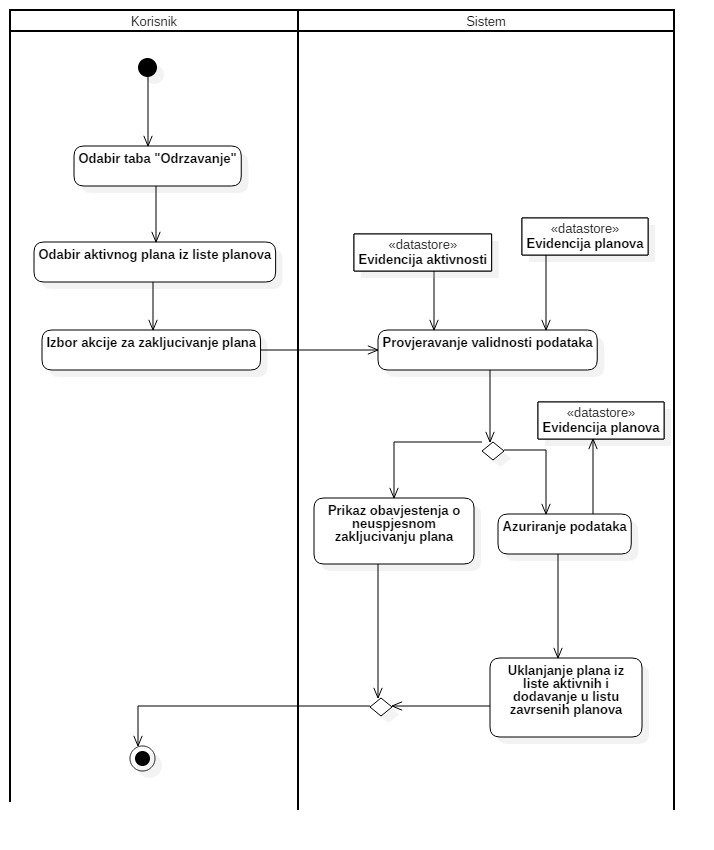 Korisnik
Sistem
Odabir taba "Odrzavanje"
Odabir aktivnog plana iz liste planova
Izbor akcije za zakljucivanje plana
«datastore»
Evidencija aktivnosti
«datastore»
Evidencija planova
Provjeravanje validnosti podataka
«datastore»
Evidencija planova
Prikaz obavjestenja o
neuspjesnom
zakljucivanju plana
Azuriranje podataka
Uklanjanje plana iz
liste aktivnih i
dodavanje u listu
zavrsenih planova